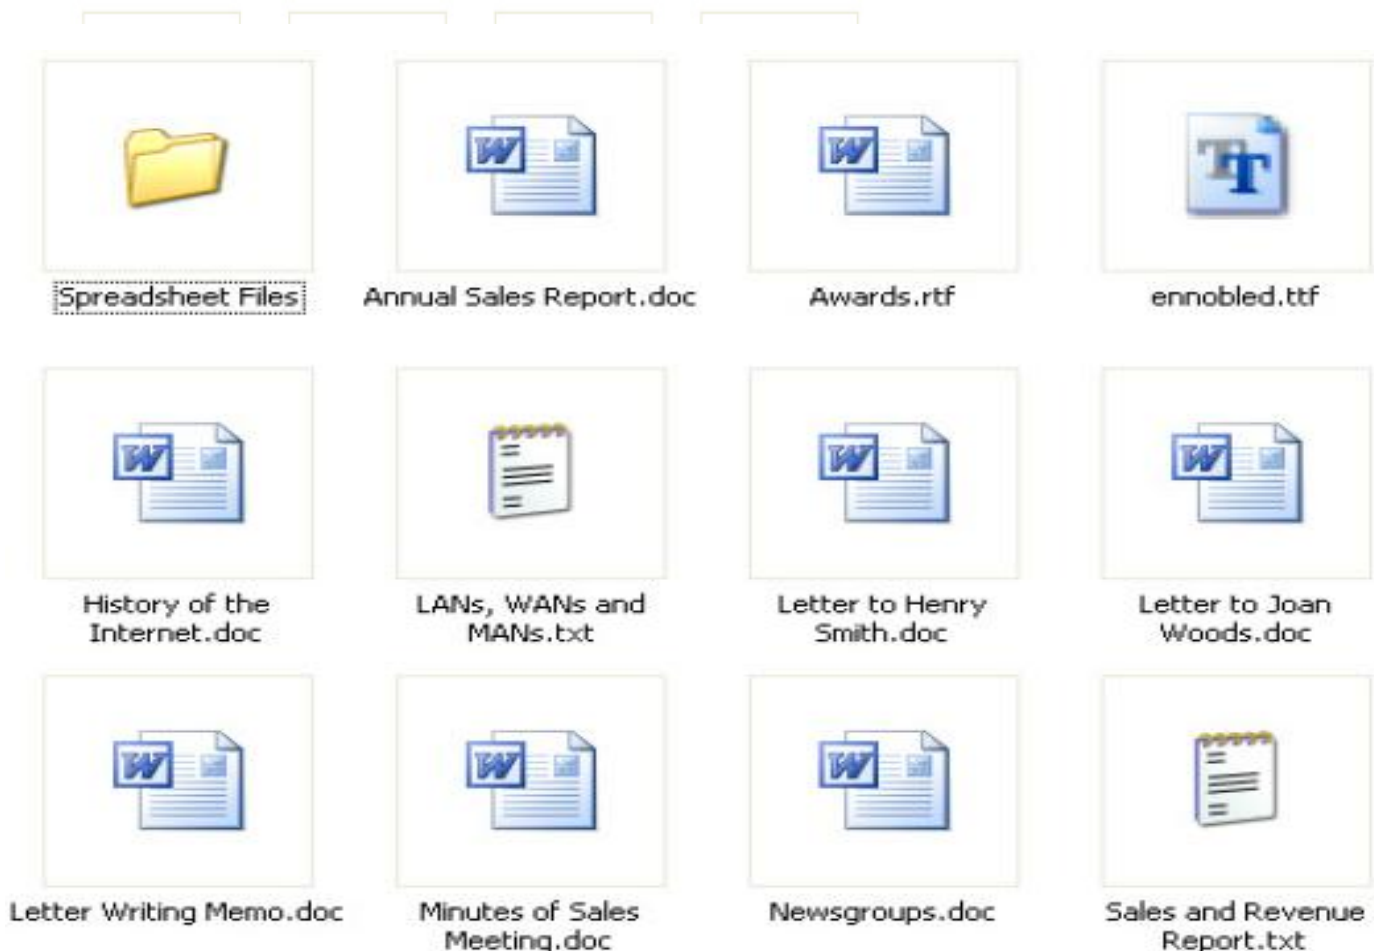 Spreadsheet Files
Annual Sales Report.doc
Awards.rtf
ennobled.ttf
History of the
Internet.doc
LANs, WANs and
MANs.txt
Letter to Henry
Smith.doc
Letter to Joan
Woods.doc
Letter Writing Memo.doc
Minutes of Sales
Meeting.doc
Newsgroups.doc
Sales and Revenue
Report.txt